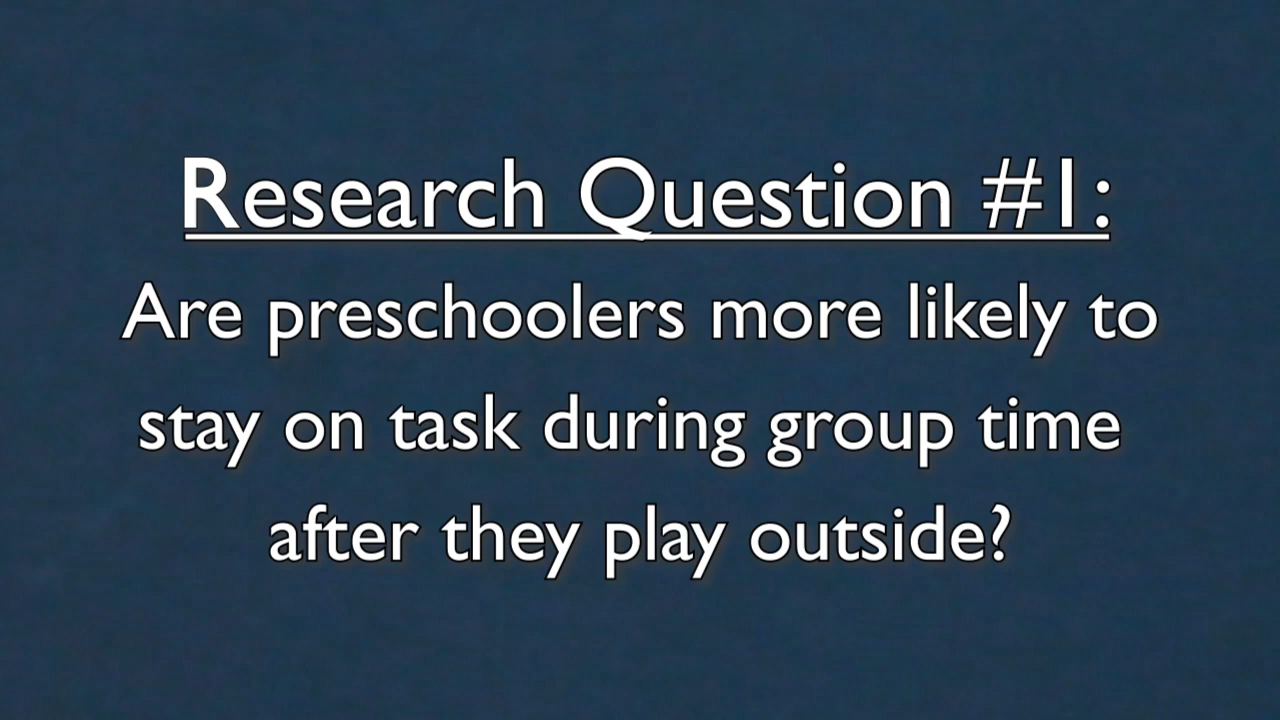 Research Question #1:
Are preschoolers more likely to
stay on task during group time
after they play outside?